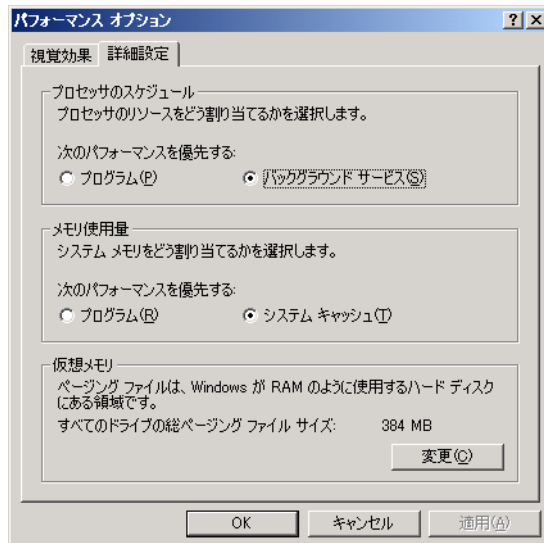 パフォーマンス オプション
視覚効果 詳細設定
プロセッサのスケジュール
プロセッサのリソースをどう割り当てるかを選択します。
次のパフォーマンスを優先する:
プログラム(P) バックグラウンド サービス(S)
メモリ使用量
システム メモリをどう割り当てるかを選択します。
次のパフォーマンスを優先する:
プログラム(R) システム キャッシュ(T)
仮想メモリ
ページング ファイルは、Windows が RAM のように使用するハード ディスク
にある領域です。
すべてのドライブの総ページング ファイル サイズ: 384 MB
変更(C)
OK キャンセル 適用(A)